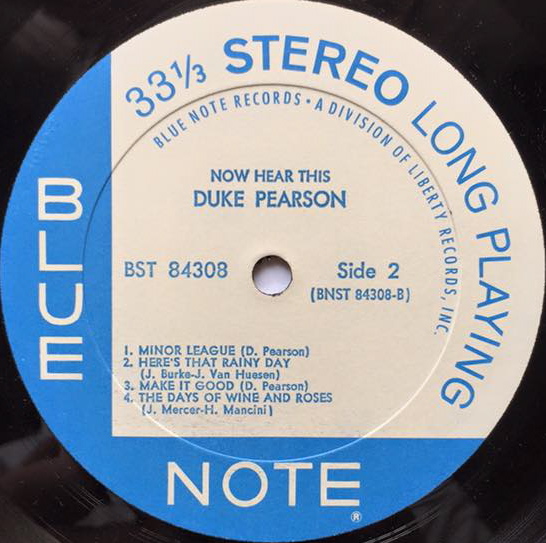 33 1/3 STEREO LONG PLAYING
BLUE NOTE RECORDS • A DIVISION OF LIBERTY RECORDS, INC.
NOW HEAR THIS
DUKE PEARSON
BST 84308
Side 2
(BNST 84308-B)
1. MINOR LEAGUE (D. Pearson)
2. HERE'S THAT RAINY DAY
(J. Burke-J. Van Huesen)
3. MAKE IT GOOD (D. Pearson)
4. THE DAYS OF WINE AND ROSES
(J. Mercer-H. Mancini)
BLUE
NOTE
®